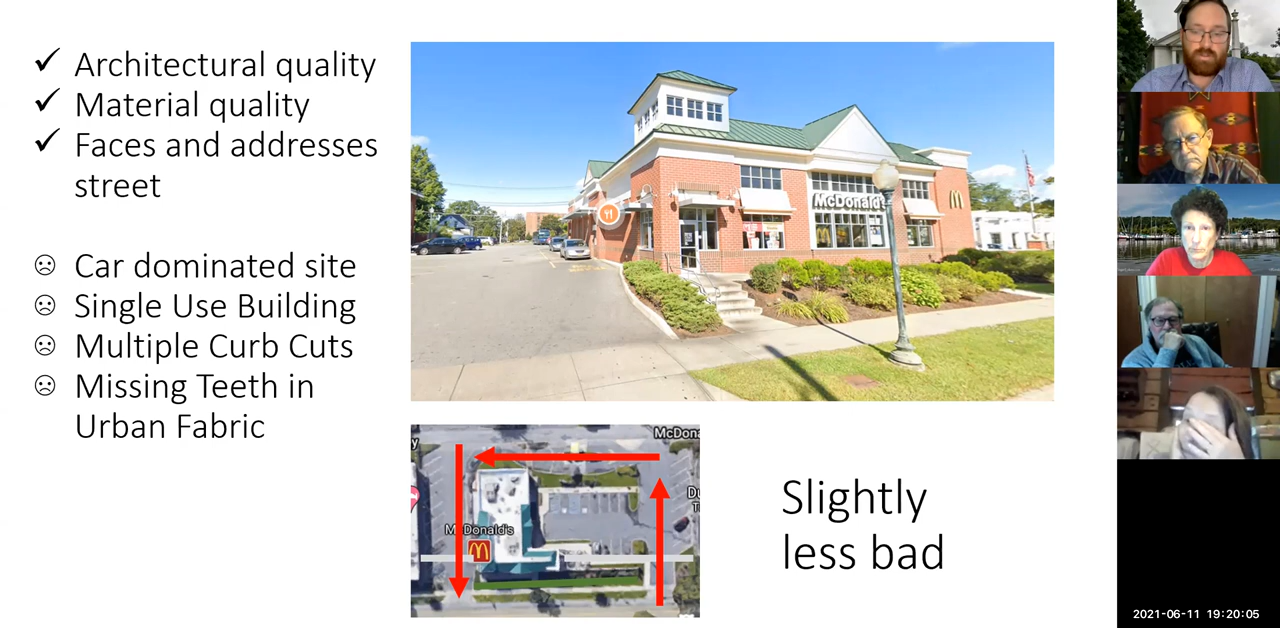 Architectural quality
Material quality
Faces and addresses
street
Car dominated site
Single Use Building
Multiple Curb Cuts
Missing Teeth in
Urban Fabric
McDonald's
McDona
McDonald's
Slightly
less bad
2021-06-11 19:20:05